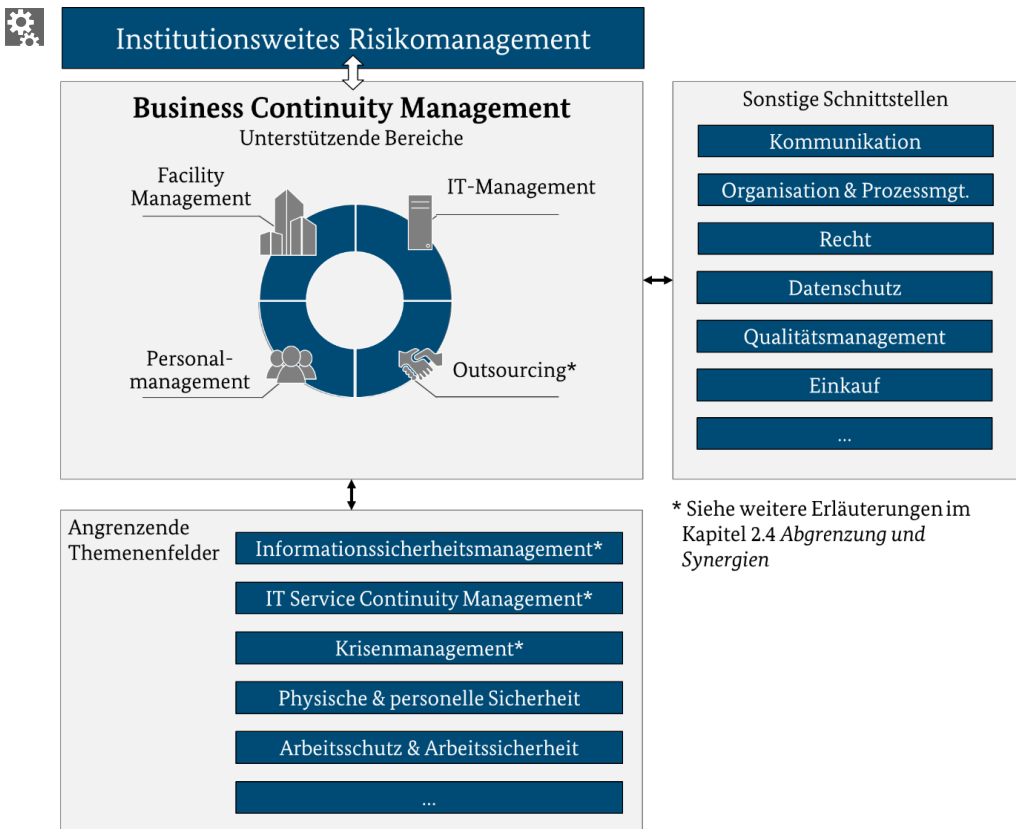 Institutionsweites Risikomanagement
Business Continuity Management
Unterstützende Bereiche
Facility
Management
IT-Management
Personal-
management
Outsourcing*
Sonstige Schnittstellen
Kommunikation
Organisation & Prozessmgt.
Recht
Datenschutz
Qualitätsmanagement
Einkauf
...
* Siehe weitere Erläuterungen im
Kapitel 2.4 Abgrenzung und
Synergien
Angrenzende
Themenenfelder
Informationssicherheitsmanagement*
IT Service Continuity Management*
Krisenmanagement*
Physische & personelle Sicherheit
Arbeitsschutz & Arbeitssicherheit
...